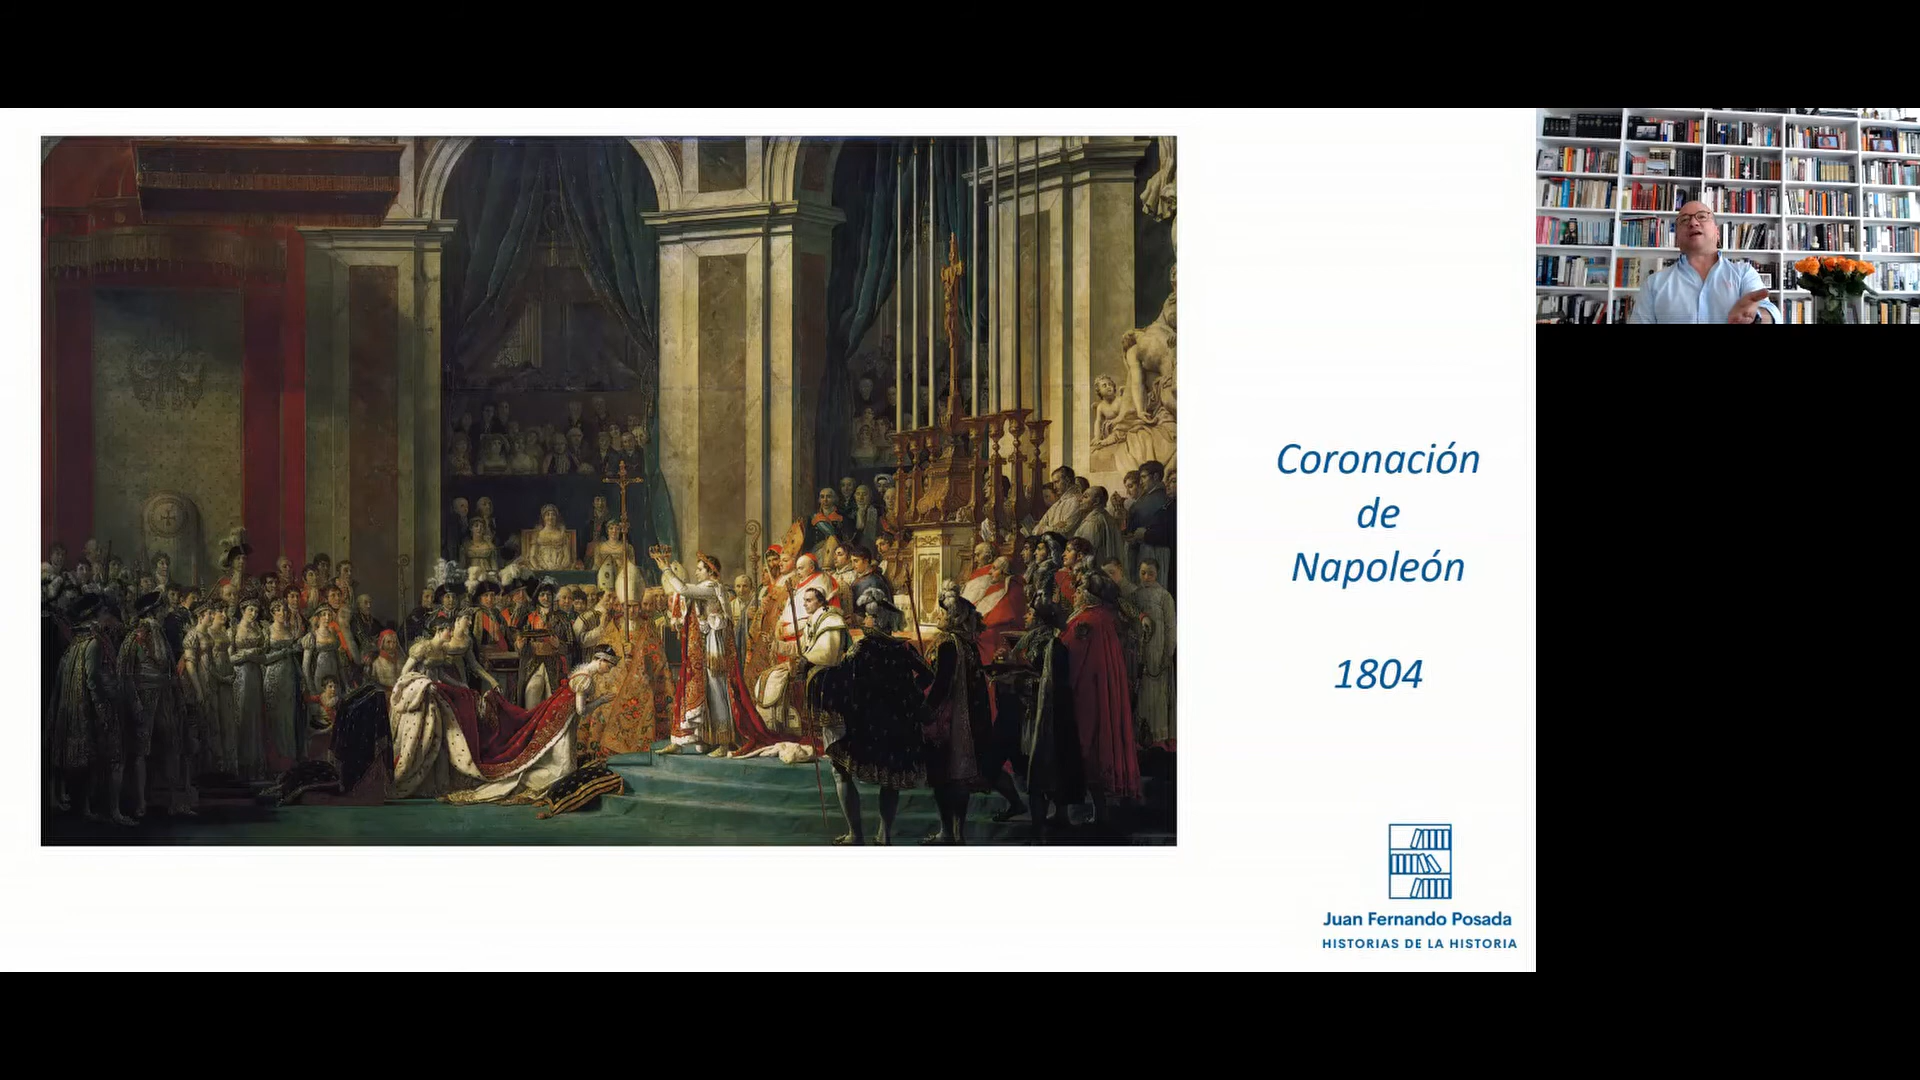 Coronación
de
Napoleón
1804
Juan Fernando Posada
HISTORIAS DE LA HISTORIA